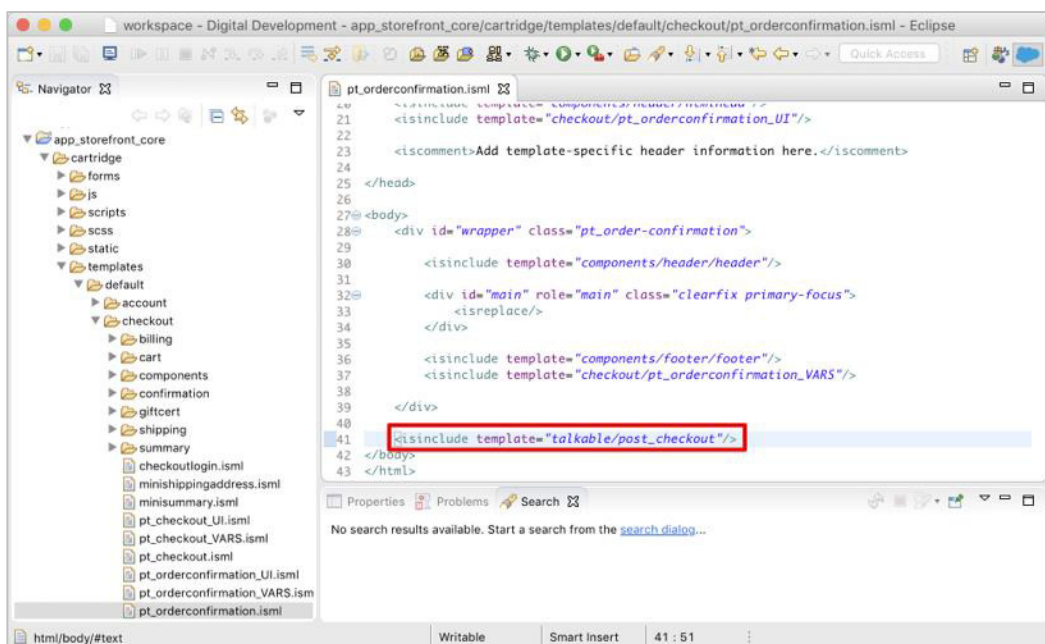 workspace - Digital Development - app_storefront_core/cartridge/templates/default/checkout/pt_orderconfirmation.isml - Eclipse
Quick Access
Navigator
app_storefront_core
cartridge
forms
js
scripts
scss
static
templates
default
account
checkout
billing
cart
components
confirmation
giftcert
shipping
summary
checkoutlogin.isml
minishippingaddress.isml
minisummary.isml
pt_checkout_UI.isml
pt_checkout_VARS.isml
pt_checkout.isml
pt_orderconfirmation_UI.isml
pt_orderconfirmation_VARS.ism
pt_orderconfirmation.isml
pt_orderconfirmation.isml
20 <isinclude template="components/header/htmlhead"/>
21 <isinclude template="checkout/pt_orderconfirmation_UI"/>
22
23 <iscomment>Add template-specific header information here.</iscomment>
24
25 </head>
26
27 <body>
28 <div id="wrapper" class="pt_order-confirmation">
29
30 <isinclude template="components/header/header"/>
31
32 <div id="main" role="main" class="clearfix primary-focus">
33 <isreplace/>
34 </div>
35
36 <isinclude template="components/footer/footer"/>
37 <isinclude template="checkout/pt_orderconfirmation_VARS"/>
38
39 </div>
40
41 <isinclude template="talkable/post_checkout"/>
42 </body>
43 </html>
Properties Problems Search
No search results available. Start a search from the search dialog...
html/body/#text Writable Smart Insert 41 : 51